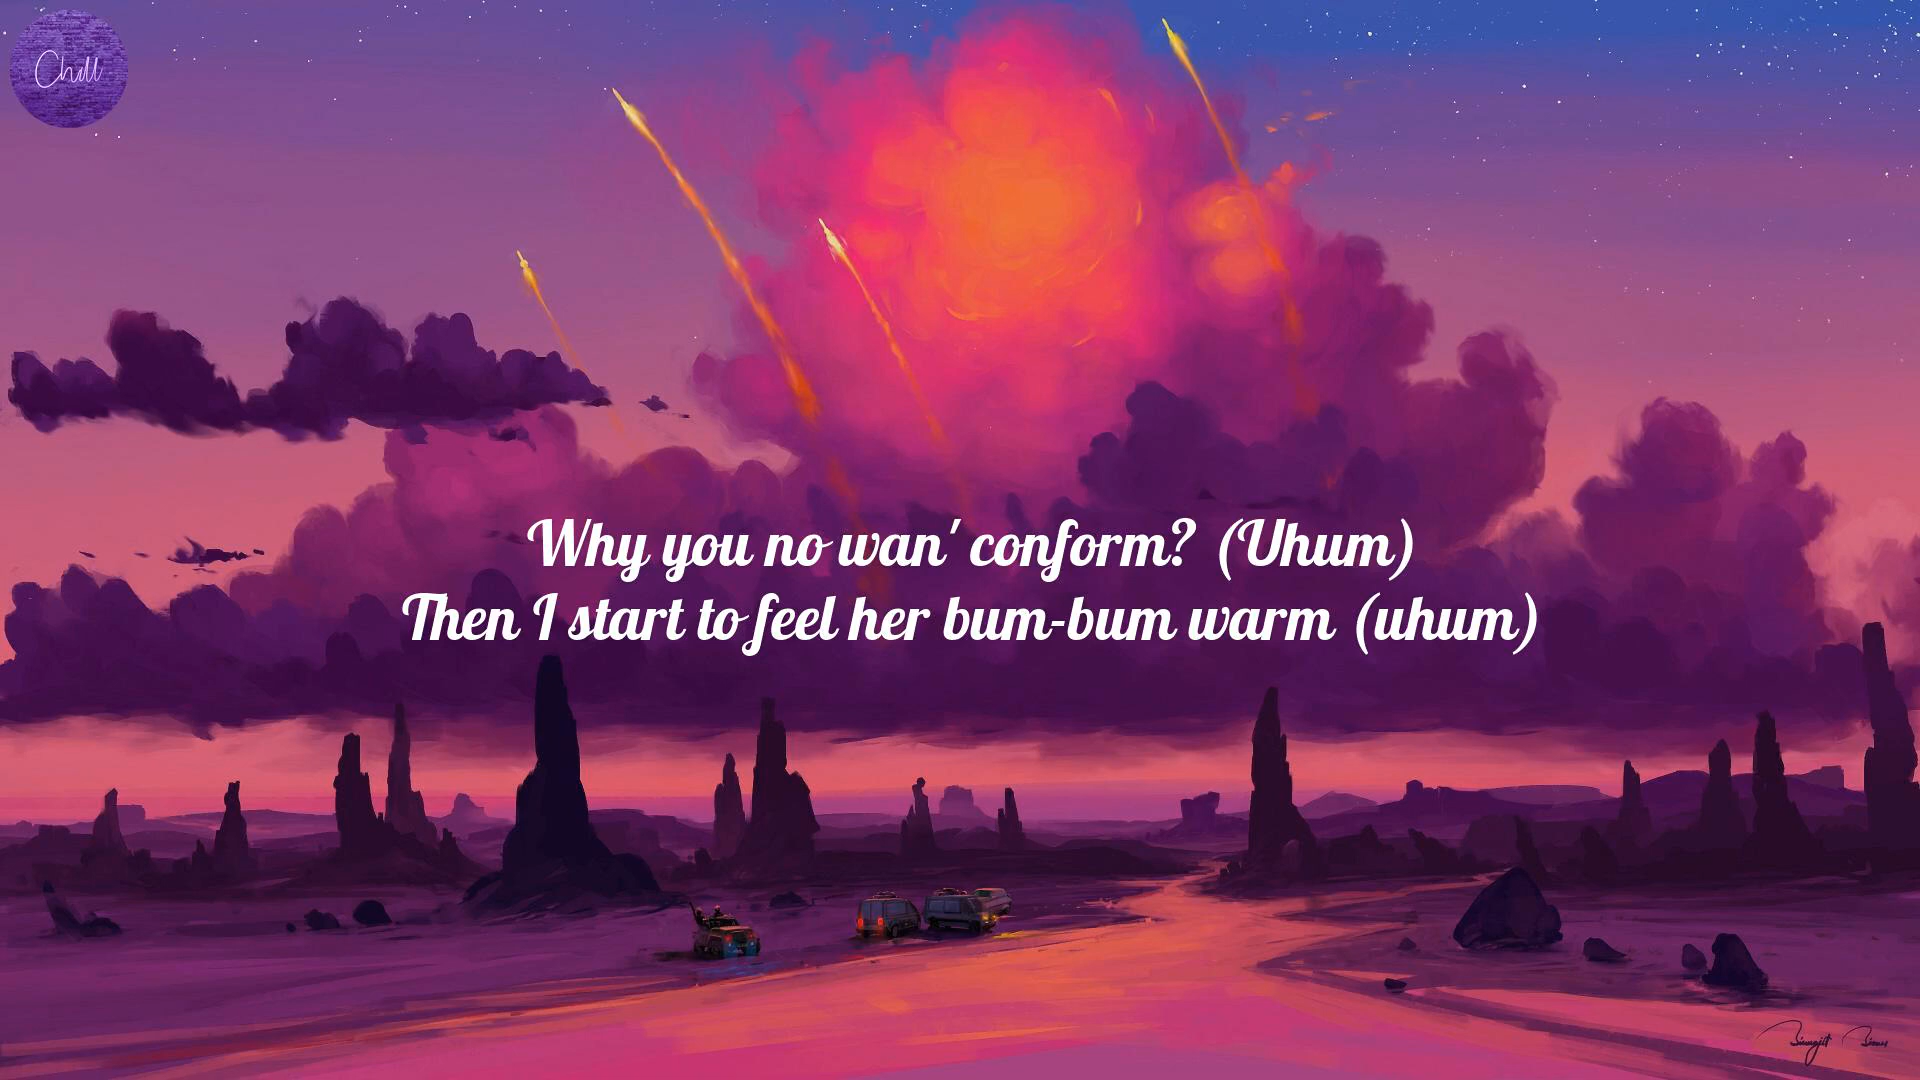 Chill
Why you no wan' conform? (Uhum)
Then I start to feel her bum-bum warm (uhum)